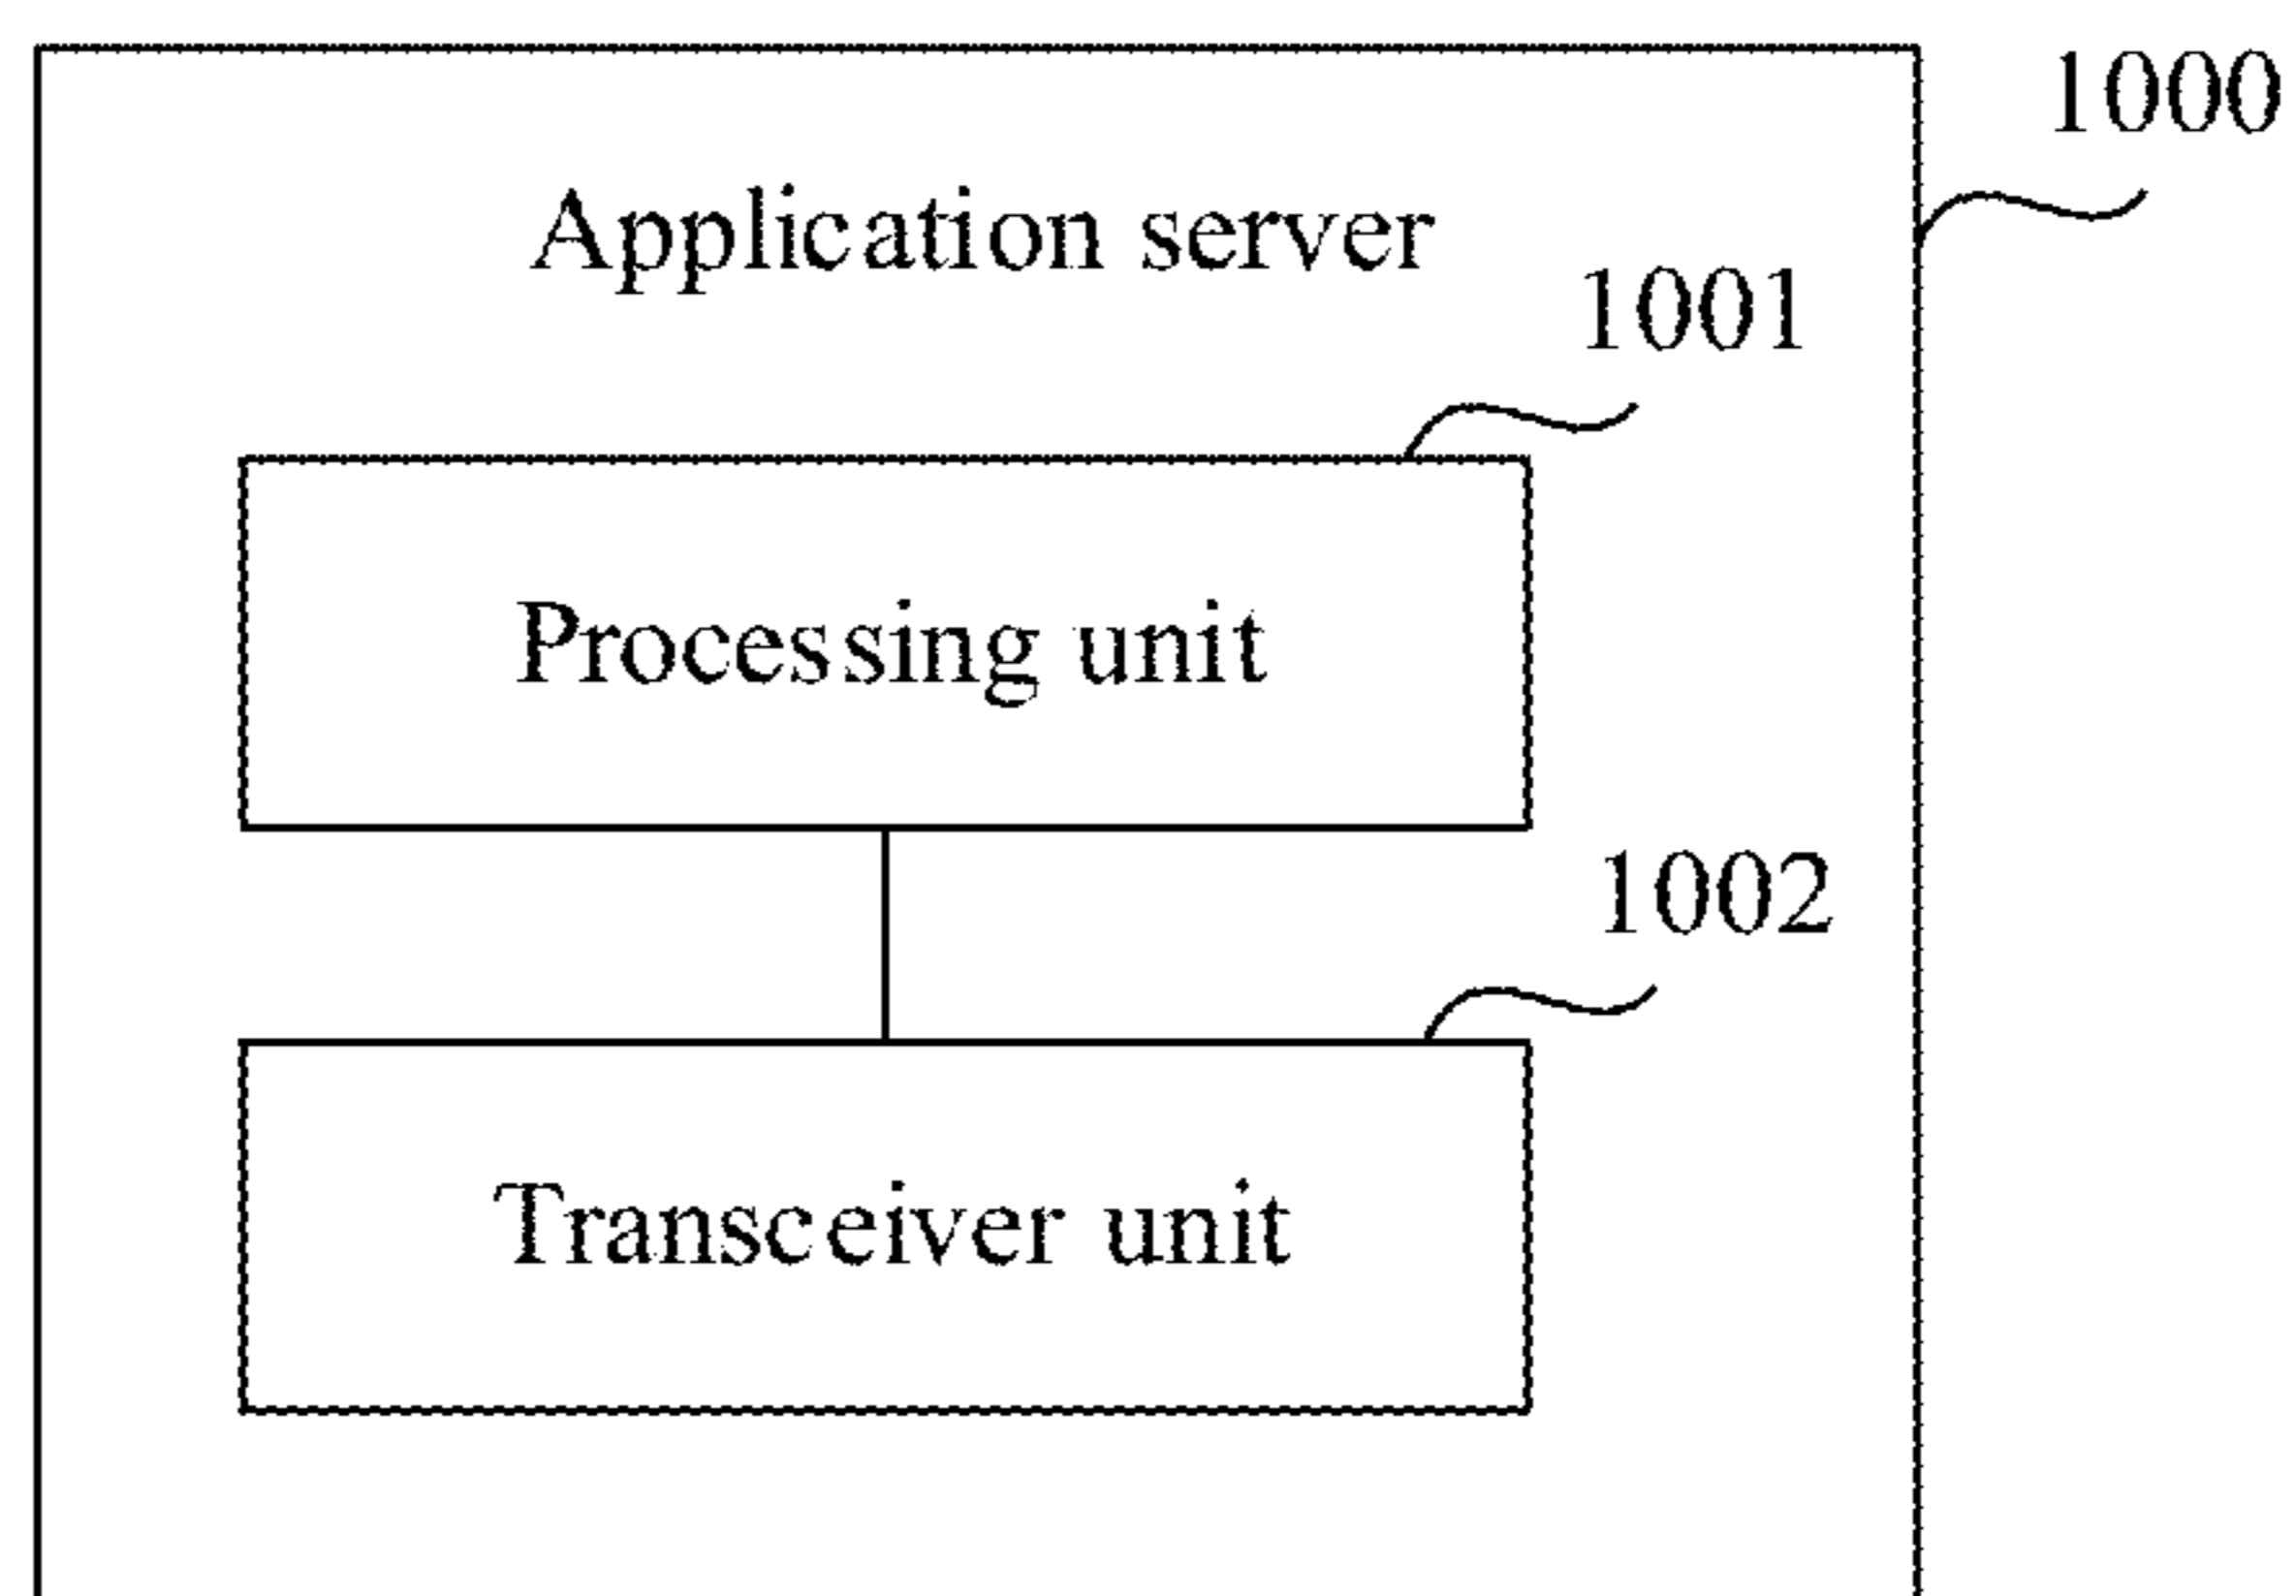 1000
Application server
1001
Processing unit
1002
Transceiver unit